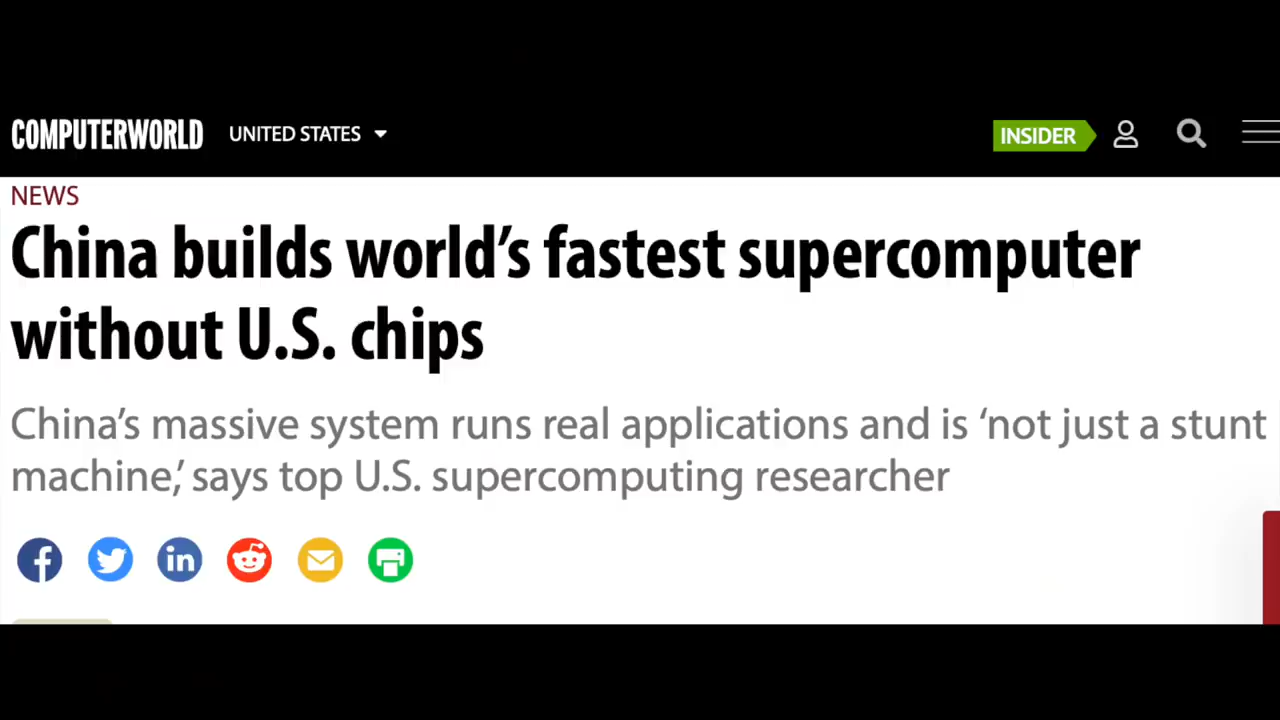 COMPUTERWORLD UNITED STATES INSIDER
NEWS
China builds world’s fastest supercomputer
without U.S. chips
China’s massive system runs real applications and is ‘not just a stunt
machine,’ says top U.S. supercomputing researcher